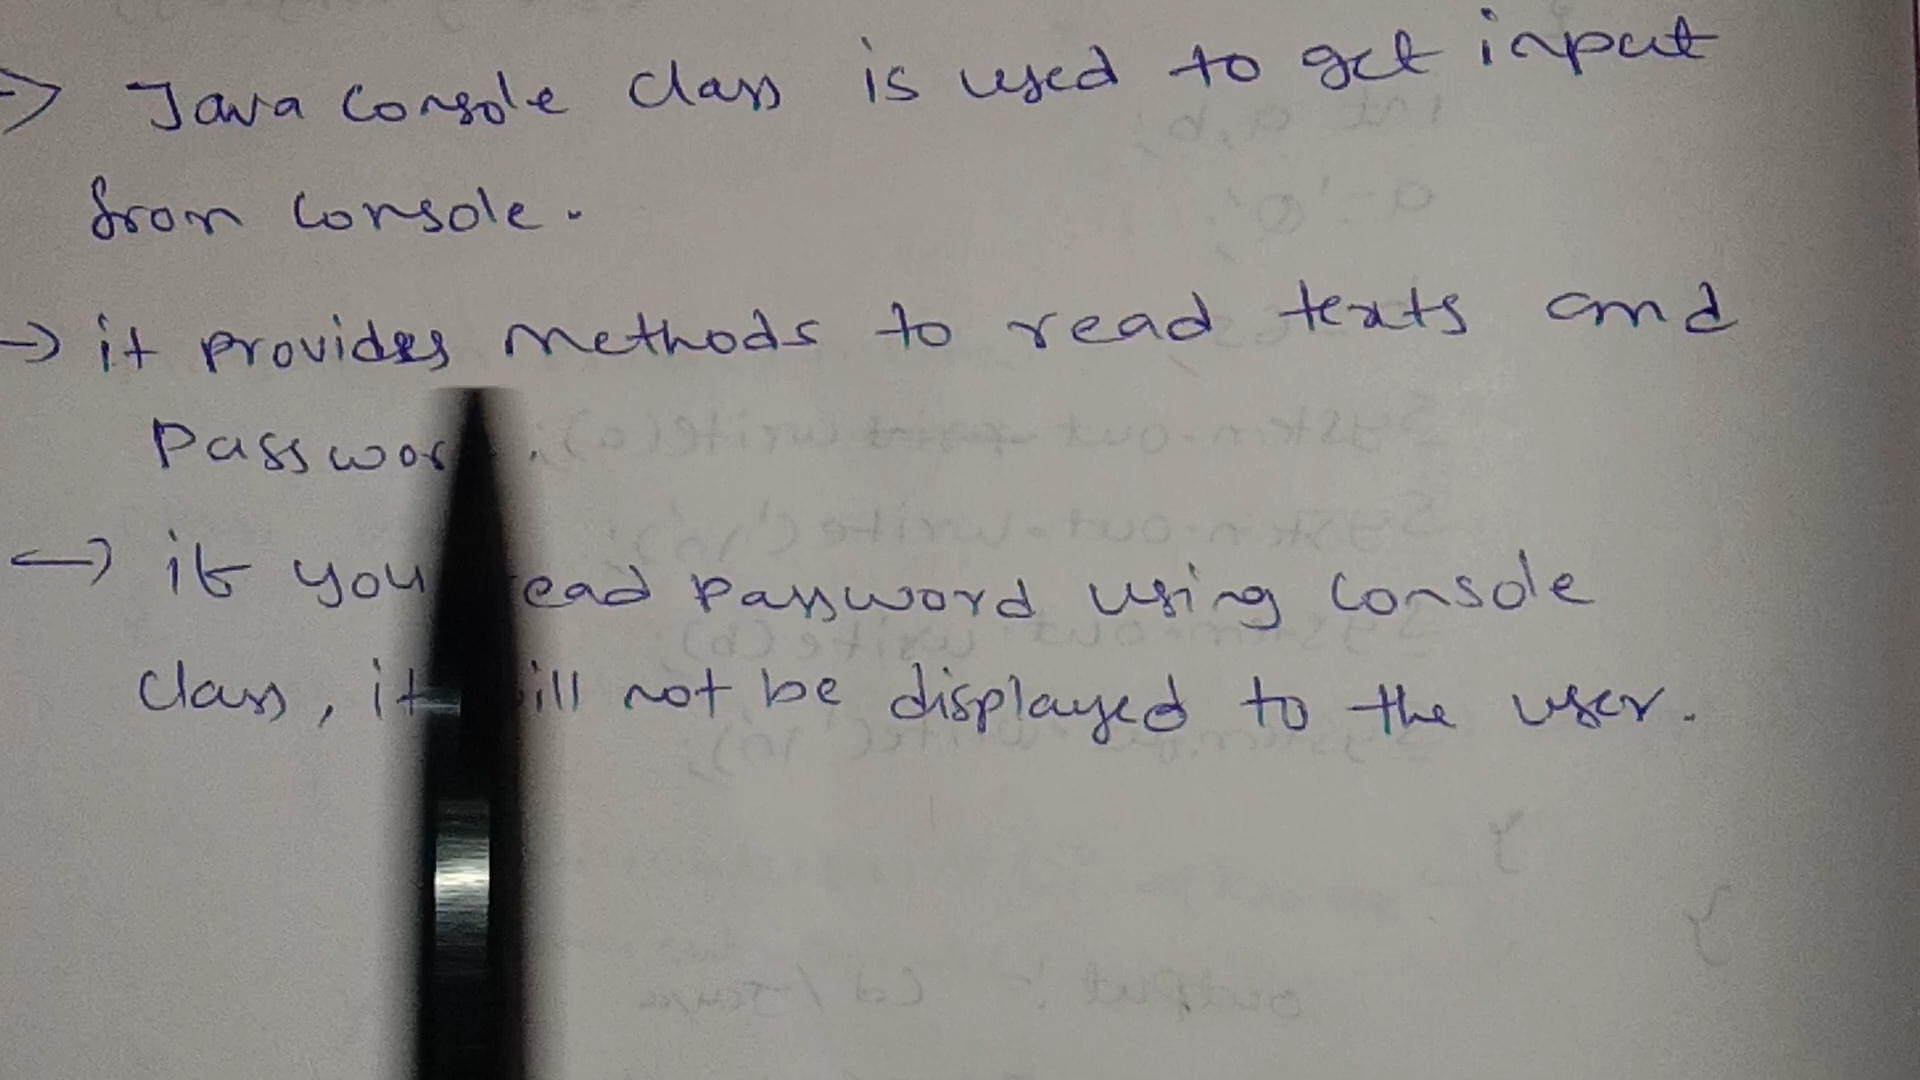 -> Java Console class is used to get input
from console.
-> it provides methods to read texts and
Passwor
-> if you ead password using Console
class, it ill not be displayed to the user.